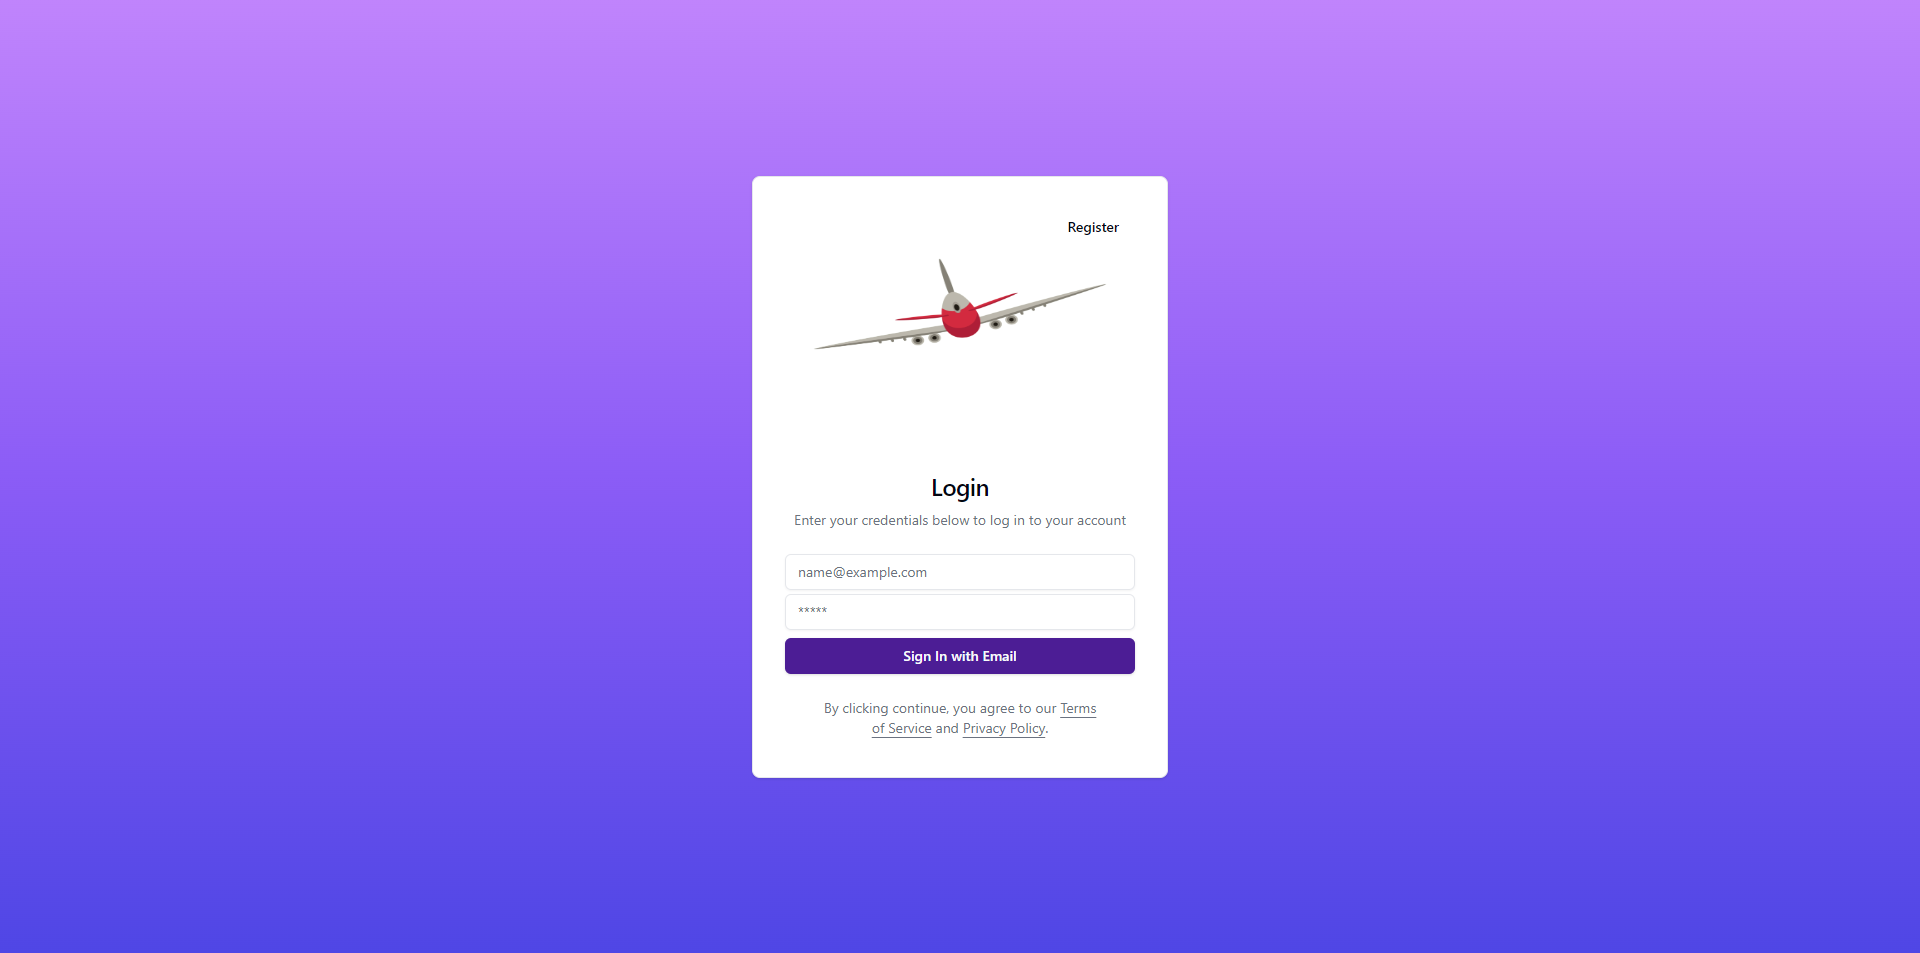 Register
Login
Enter your credentials below to log in to your account
name@example.com
*****
Sign In with Email
By clicking continue, you agree to our Terms
of Service and Privacy Policy.